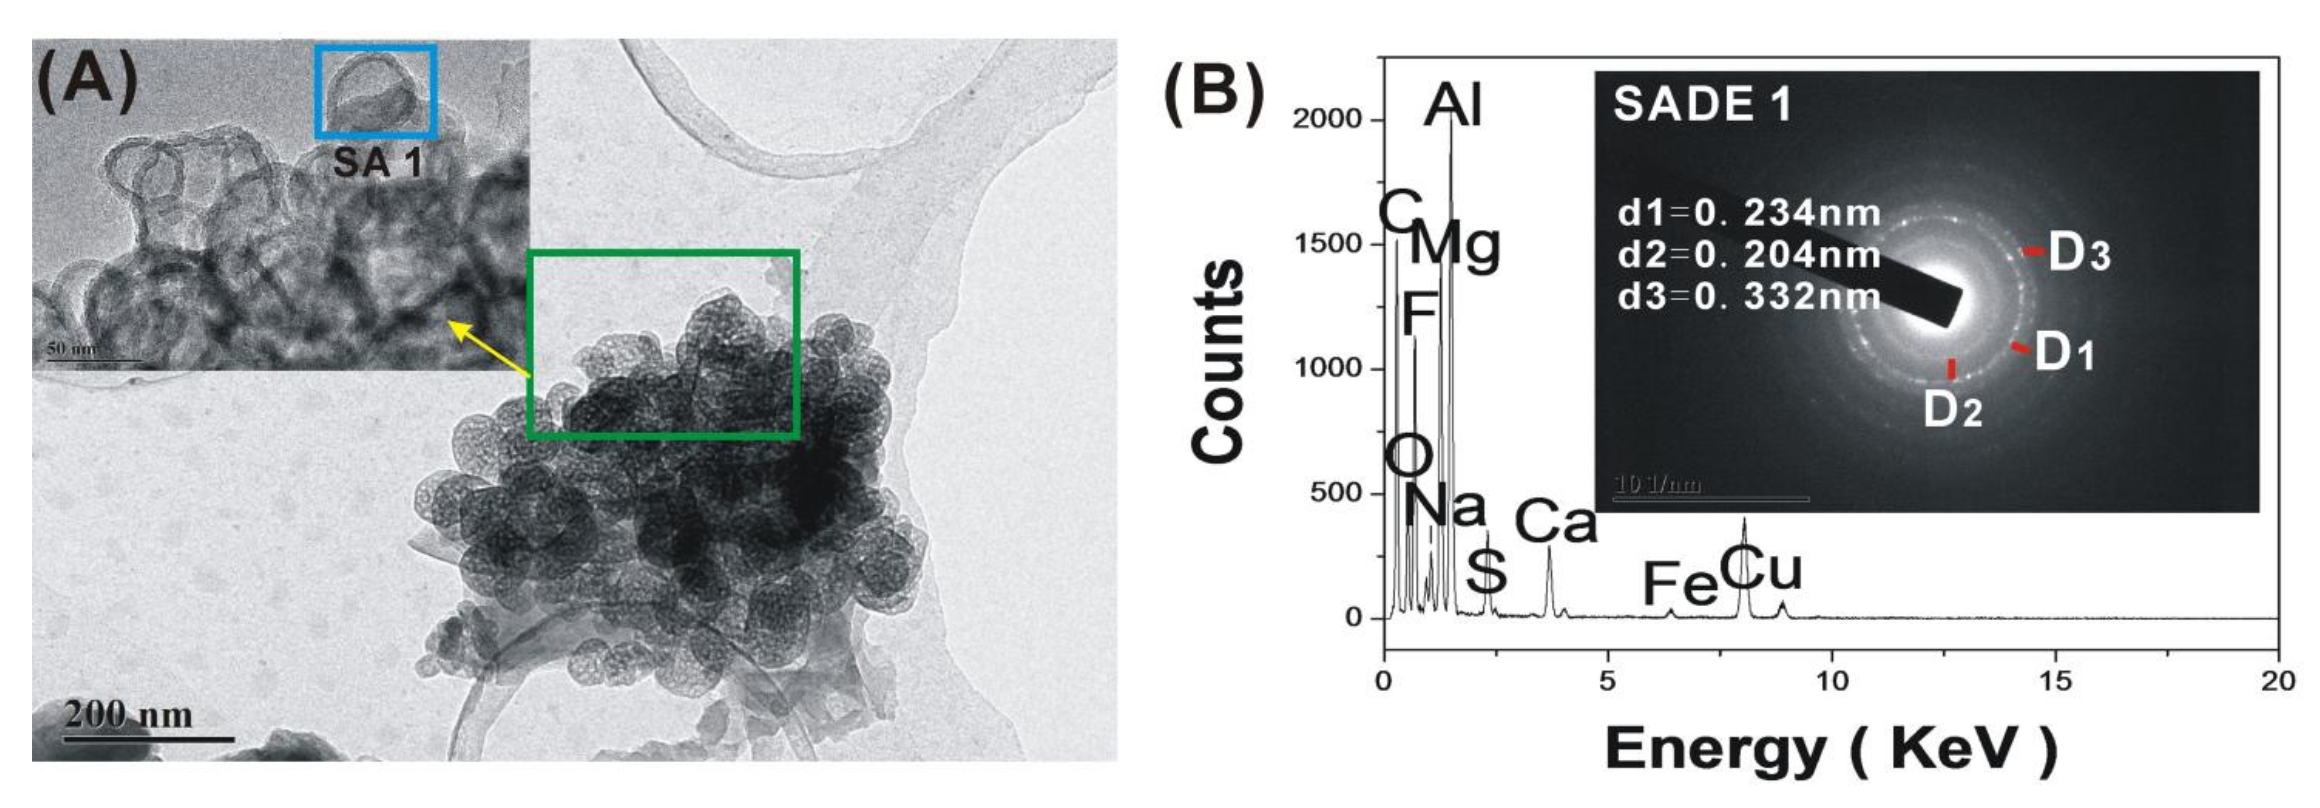 (A)
SA 1
50 nm
200 nm
(B)
Counts
2000
1500
1000
500
0
0
5
10
15
20
Energy ( KeV )
Al
C
Mg
F
O
Na
S
Ca
Fe
Cu
SADE 1
d1=0. 234nm
d2=0. 204nm
d3=0. 332nm
D3
D1
D2
10 1/nm